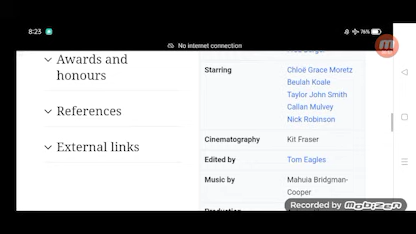 8:23
76%
No internet connection
Awards and
honours
References
External links
Starring
Chloë Grace Moretz
Beulah Koale
Taylor John Smith
Callan Mulvey
Nick Robinson
Cinematography
Kit Fraser
Edited by
Tom Eagles
Music by
Mahuia Bridgman-
Cooper
Recorded by
MOBIZEN